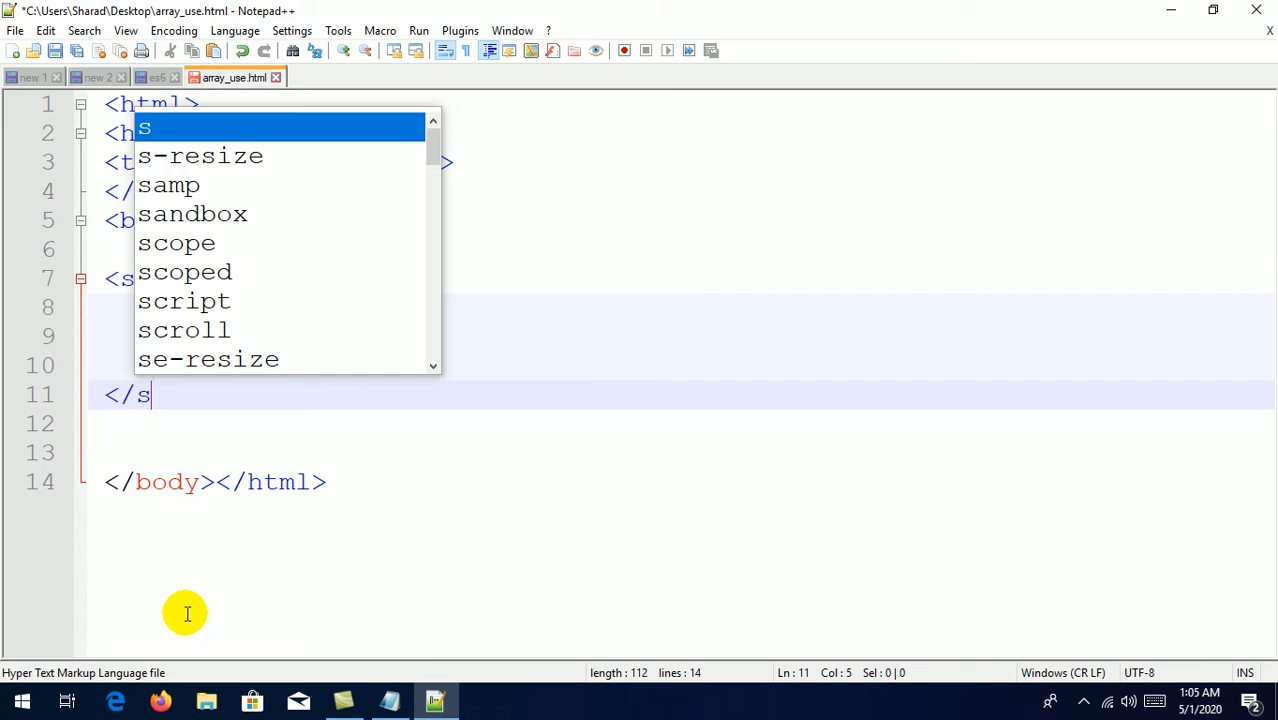 *C:\Users\Sharad\Desktop\array_use.html - Notepad++
File Edit Search View Encoding Language Settings Tools Macro Run Plugins Window ? X
new 1 new 2 es6 array_use.html
1 <html>
2 <h
3 <t >
4 </
5 <b
6
7 <s
8
9
10
11 </s
12
13
14 </body></html>
s
s-resize
samp
sandbox
scope
scoped
script
scroll
se-resize
Hyper Text Markup Language file length : 112 lines : 14 Ln : 11 Col : 5 Sel : 0 | 0 Windows (CR LF) UTF-8 INS
1:05 AM
5/1/2020
2